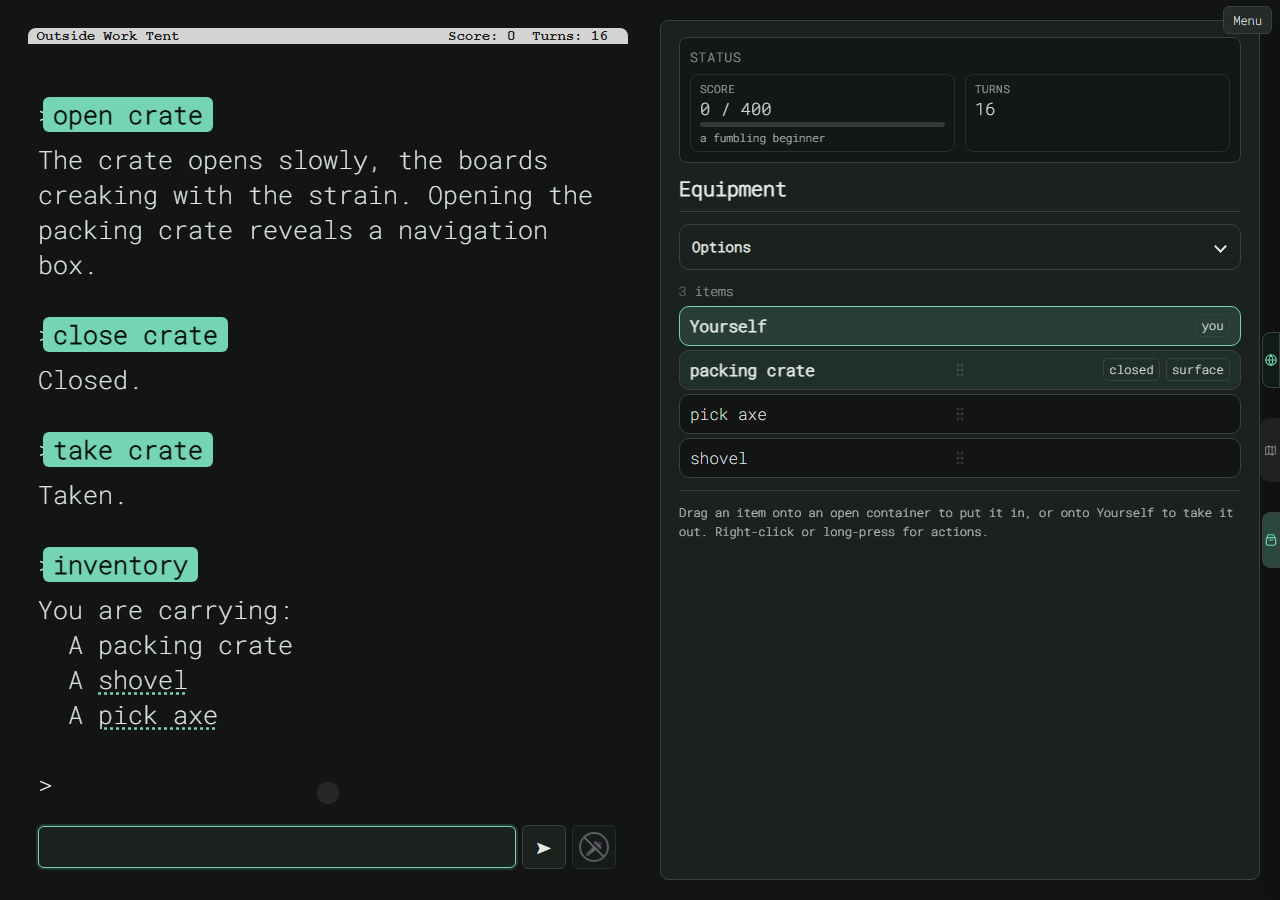 Outside Work Tent Score: 0 Turns: 16
>open crate
The crate opens slowly, the boards
creaking with the strain. Opening the
packing crate reveals a navigation
box.
>close crate
Closed.
>take crate
Taken.
>inventory
You are carrying:
A packing crate
A shovel
A pick axe
>
Menu
STATUS
SCORE
0 / 400
a fumbling beginner
TURNS
16
Equipment
Options
3 items
Yourself you
packing crate closed surface
pick axe
shovel
Drag an item onto an open container to put it in, or onto Yourself to take it
out. Right-click or long-press for actions.